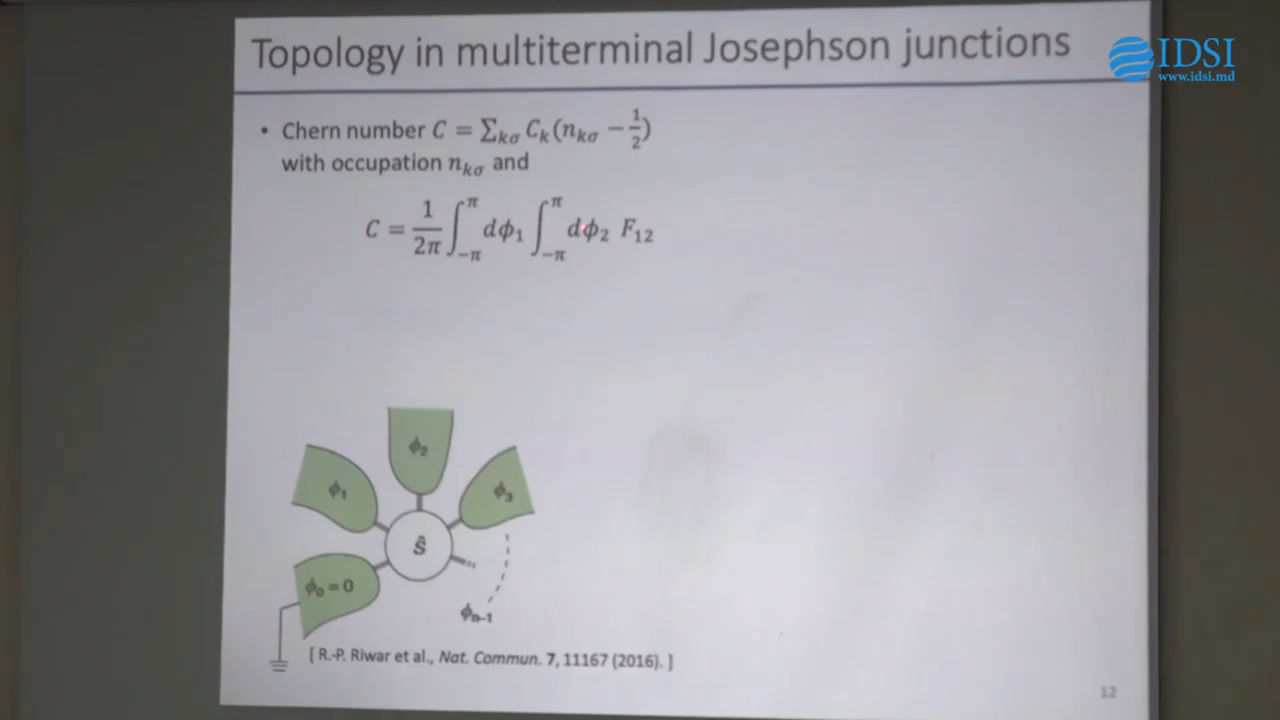 Topology in multiterminal Josephson junctions
IDSI
www.idsi.md
• Chern number C = ∑ₖσ Cₖ(nₖσ − 1/2)
with occupation nₖσ and
C = 1/2π ∫_{−π}^{π} dϕ₁ ∫_{−π}^{π} dϕ₂ F₁₂
ϕ₂
ϕ₁
ϕ₃
Ŝ
ϕ₀ = 0
ϕₙ₋₁
[ R.-P. Riwar et al., Nat. Commun. 7, 11167 (2016). ]
12